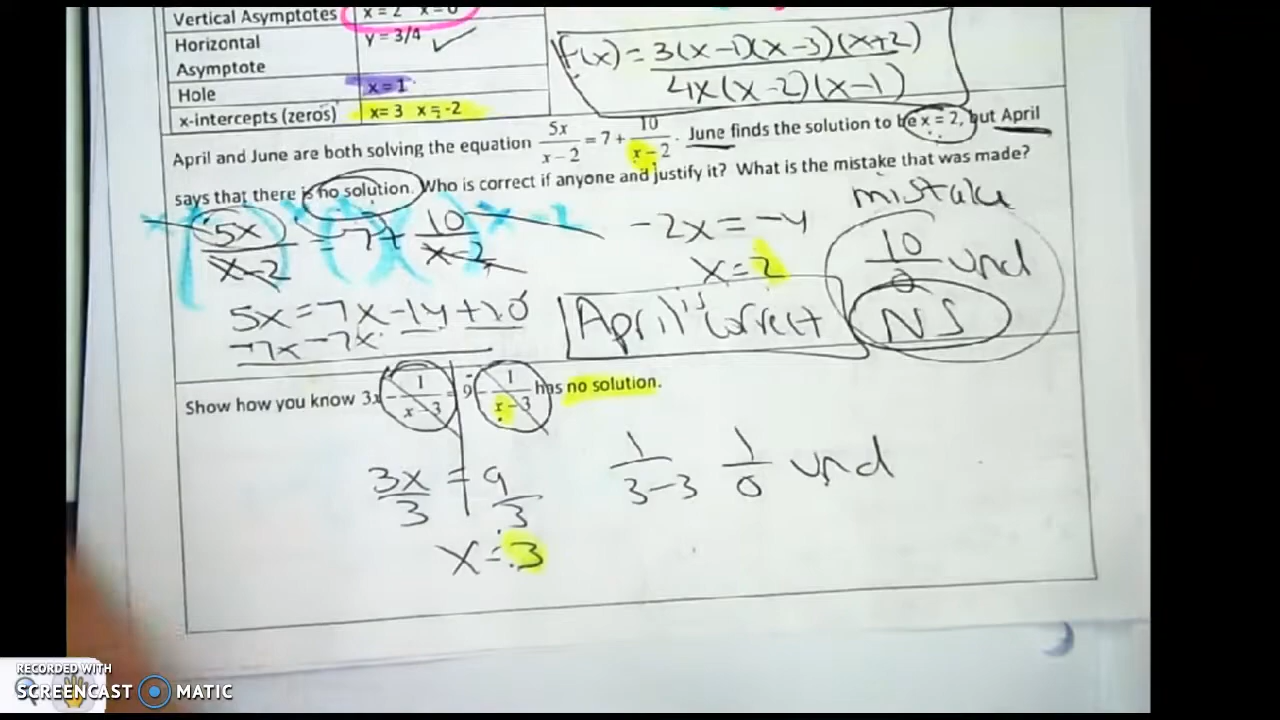 Vertical Asymptotes x = 2 x = 0
Horizontal Asymptote y = 3/4 ✓
Hole x = 1
x-intercepts (zeros) x= 3 x = -2
f(x) = 3(x-1)(x-3)(x+2) / 4x(x-2)(x-1)
April and June are both solving the equation 5x/(x − 2) = 7 + 10/(x − 2). June finds the solution to be x = 2, but April
says that there is no solution. Who is correct if anyone and justify it? What is the mistake that was made?
5x/(x-2) = 7 + 10/(x-2) x-2
5x = 7x -14 +10
-7x -7x
-2x = -4
x = 2
April is correct
mistake
10/0 und
NS
Show how you know 3x − 1/(x − 3) = 9 − 1/(x − 3) has no solution.
3x/3 = 9/3
x = 3
1/(3-3) 1/0 und
RECORDED WITH
SCREENCAST MATIC